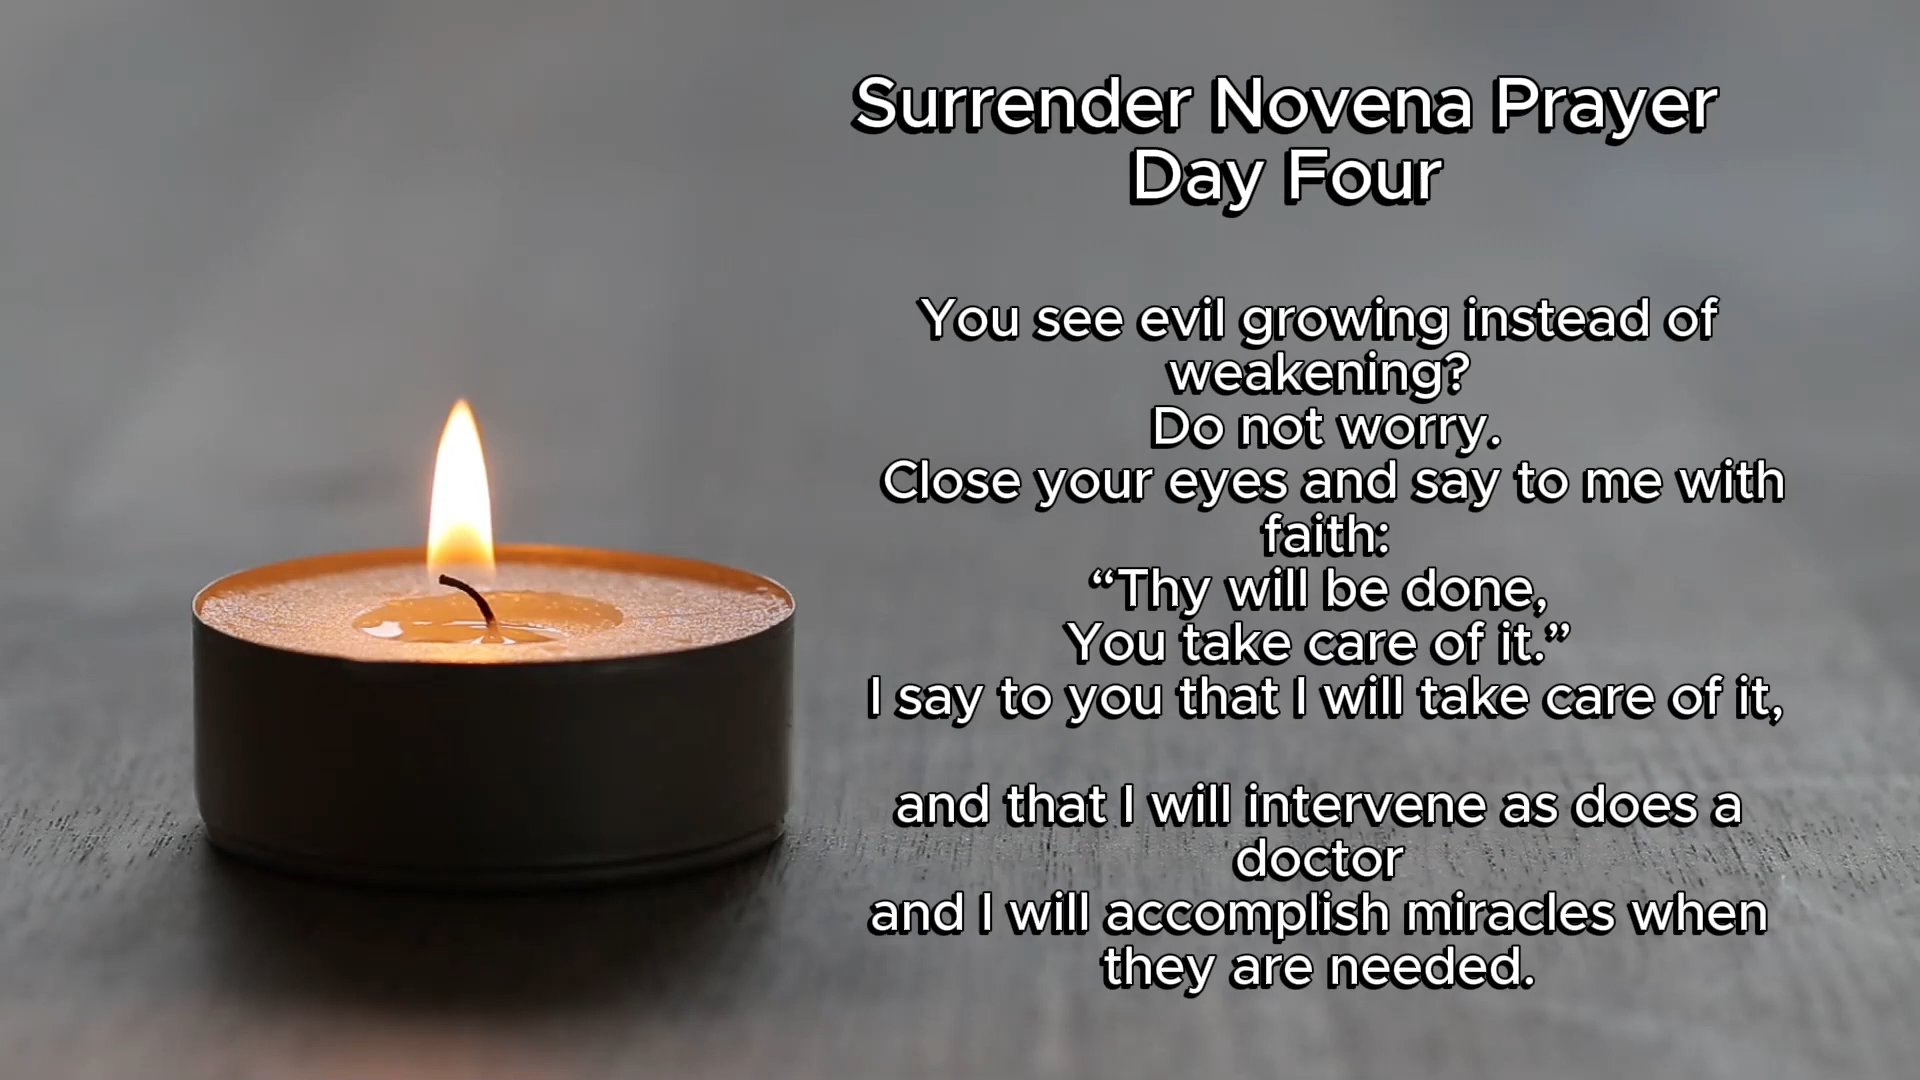 Surrender Novena Prayer
Day Four
You see evil growing instead of
weakening?
Do not worry.
Close your eyes and say to me with
faith:
“Thy will be done,
You take care of it.”
I say to you that I will take care of it,
and that I will intervene as does a
doctor
and I will accomplish miracles when
they are needed.